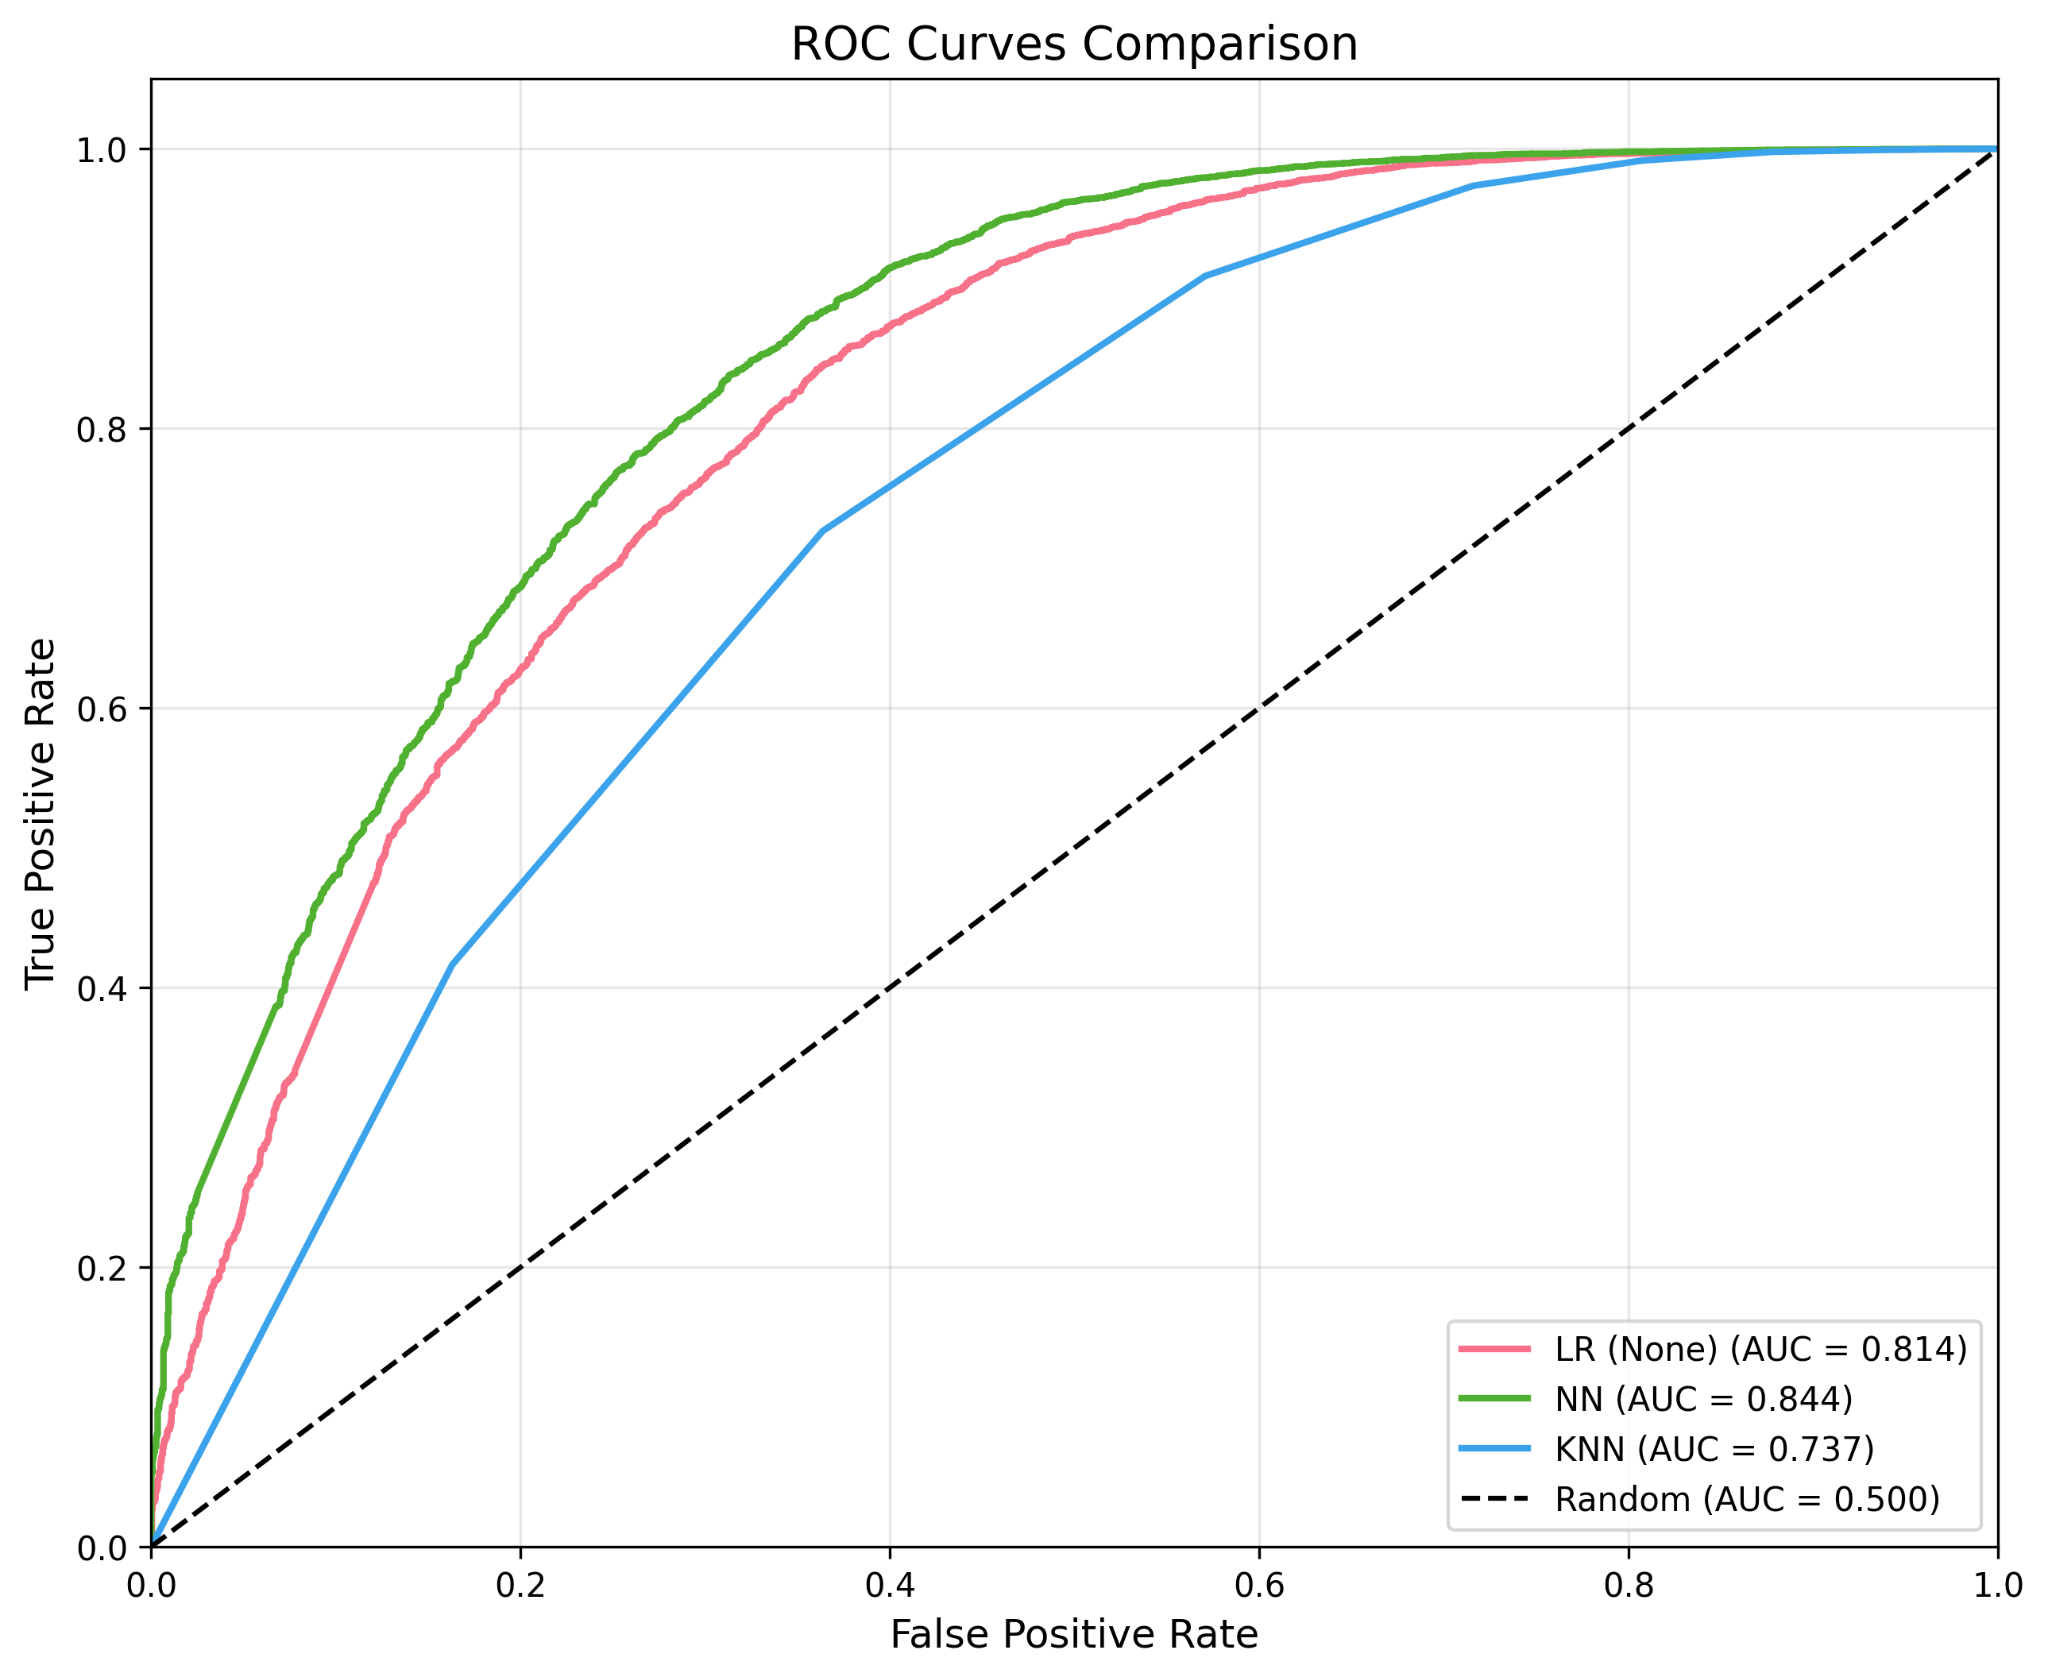 ROC Curves Comparison
True Positive Rate
1.0
0.8
0.6
0.4
0.2
0.0
0.0 0.2 0.4 0.6 0.8 1.0
False Positive Rate
LR (None) (AUC = 0.814)
NN (AUC = 0.844)
KNN (AUC = 0.737)
Random (AUC = 0.500)